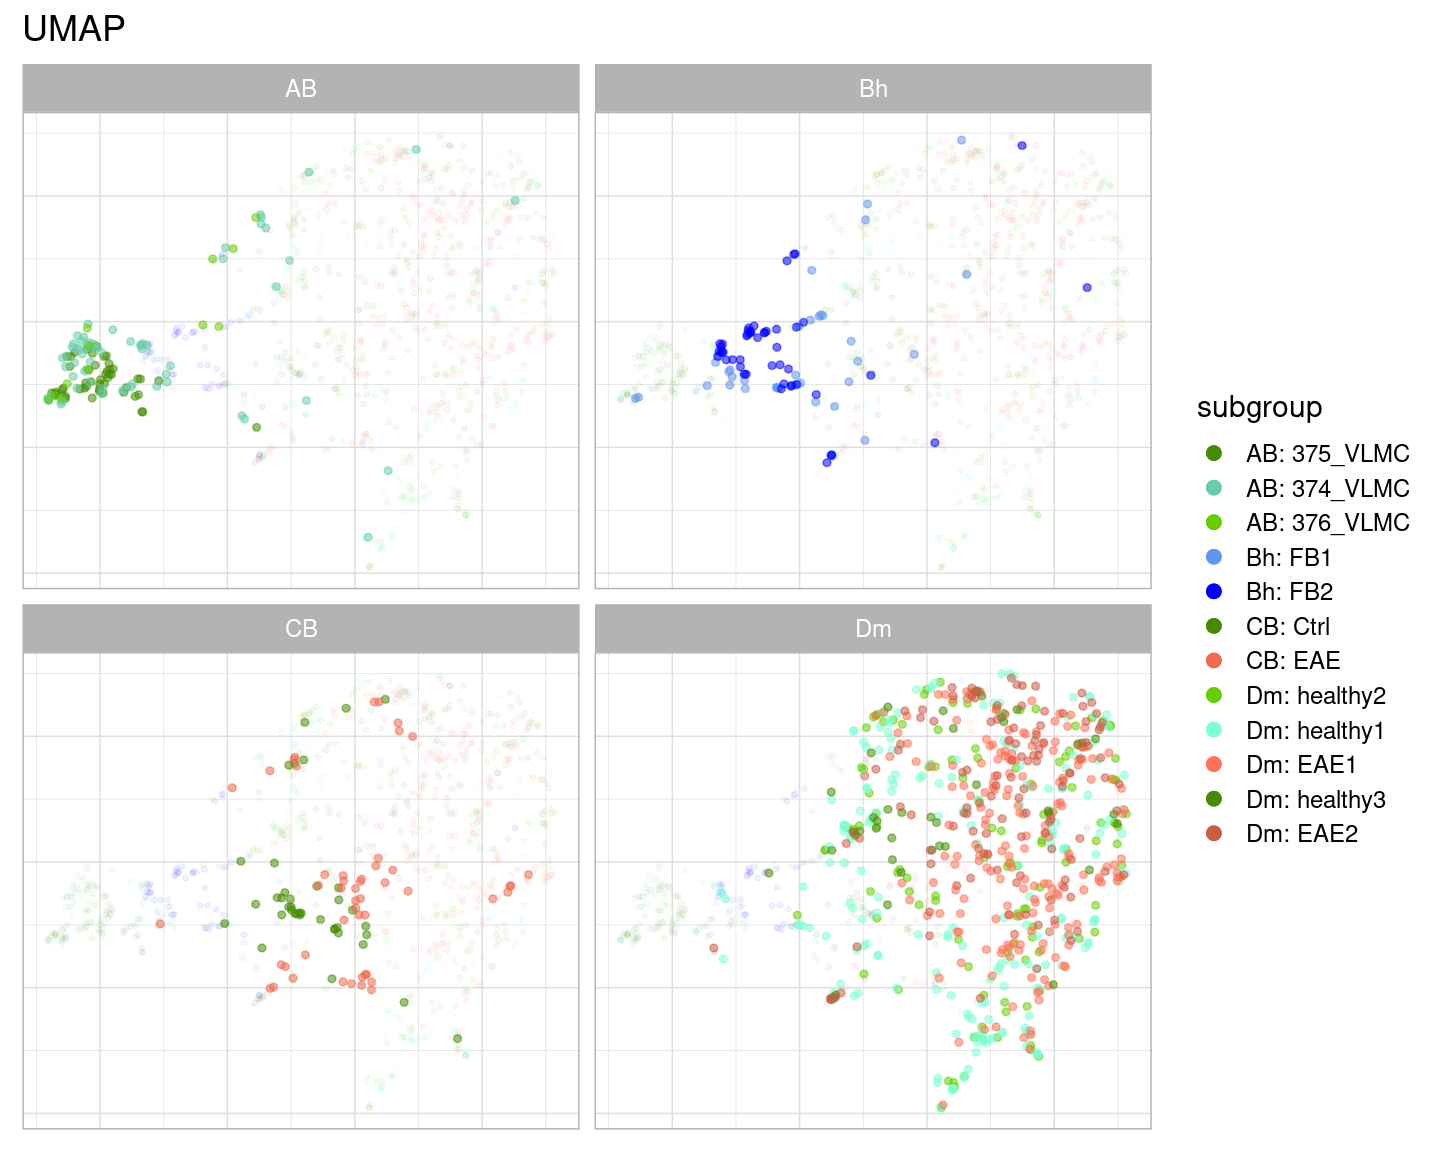 UMAP
AB
Bh
CB
Dm
subgroup
AB: 375_VLMC
AB: 374_VLMC
AB: 376_VLMC
Bh: FB1
Bh: FB2
CB: Ctrl
CB: EAE
Dm: healthy2
Dm: healthy1
Dm: EAE1
Dm: healthy3
Dm: EAE2